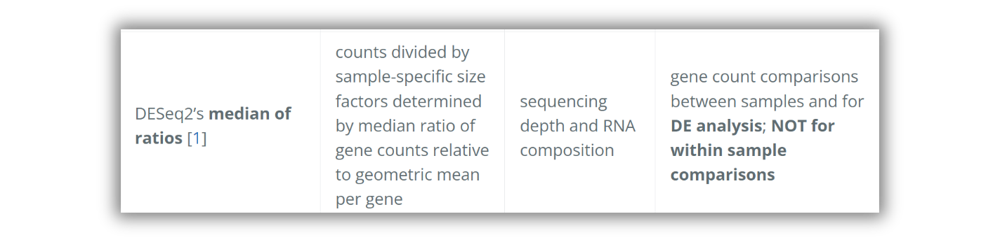 DESeq2’s median of
ratios [1]
counts divided by
sample-specific size
factors determined
by median ratio of
gene counts relative
to geometric mean
per gene
sequencing
depth and RNA
composition
gene count comparisons
between samples and for
DE analysis; NOT for
within sample
comparisons